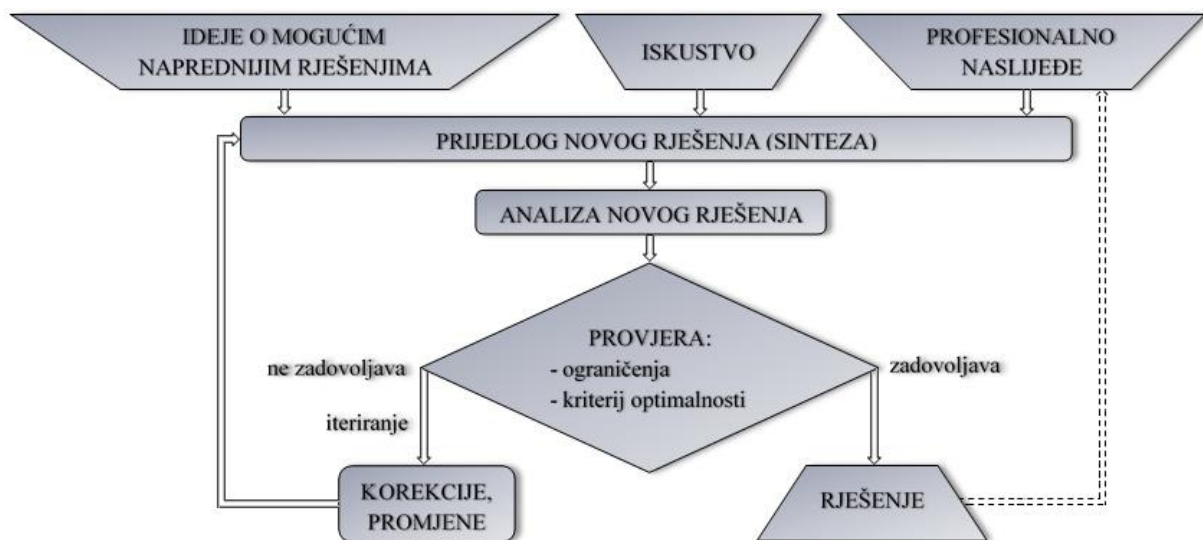 IDEJE O MOGUĆIM
NAPREDNIJIM RJEŠENJIMA
ISKUSTVO
PROFESIONALNO
NASLIJEĐE
PRIJEDLOG NOVOG RJEŠENJA (SINTEZA)
ANALIZA NOVOG RJEŠENJA
PROVJERA:
- ograničenja
- kriterij optimalnosti
ne zadovoljava
iteriranje
zadovoljava
KOREKCIJE,
PROMJENE
RJEŠENJE